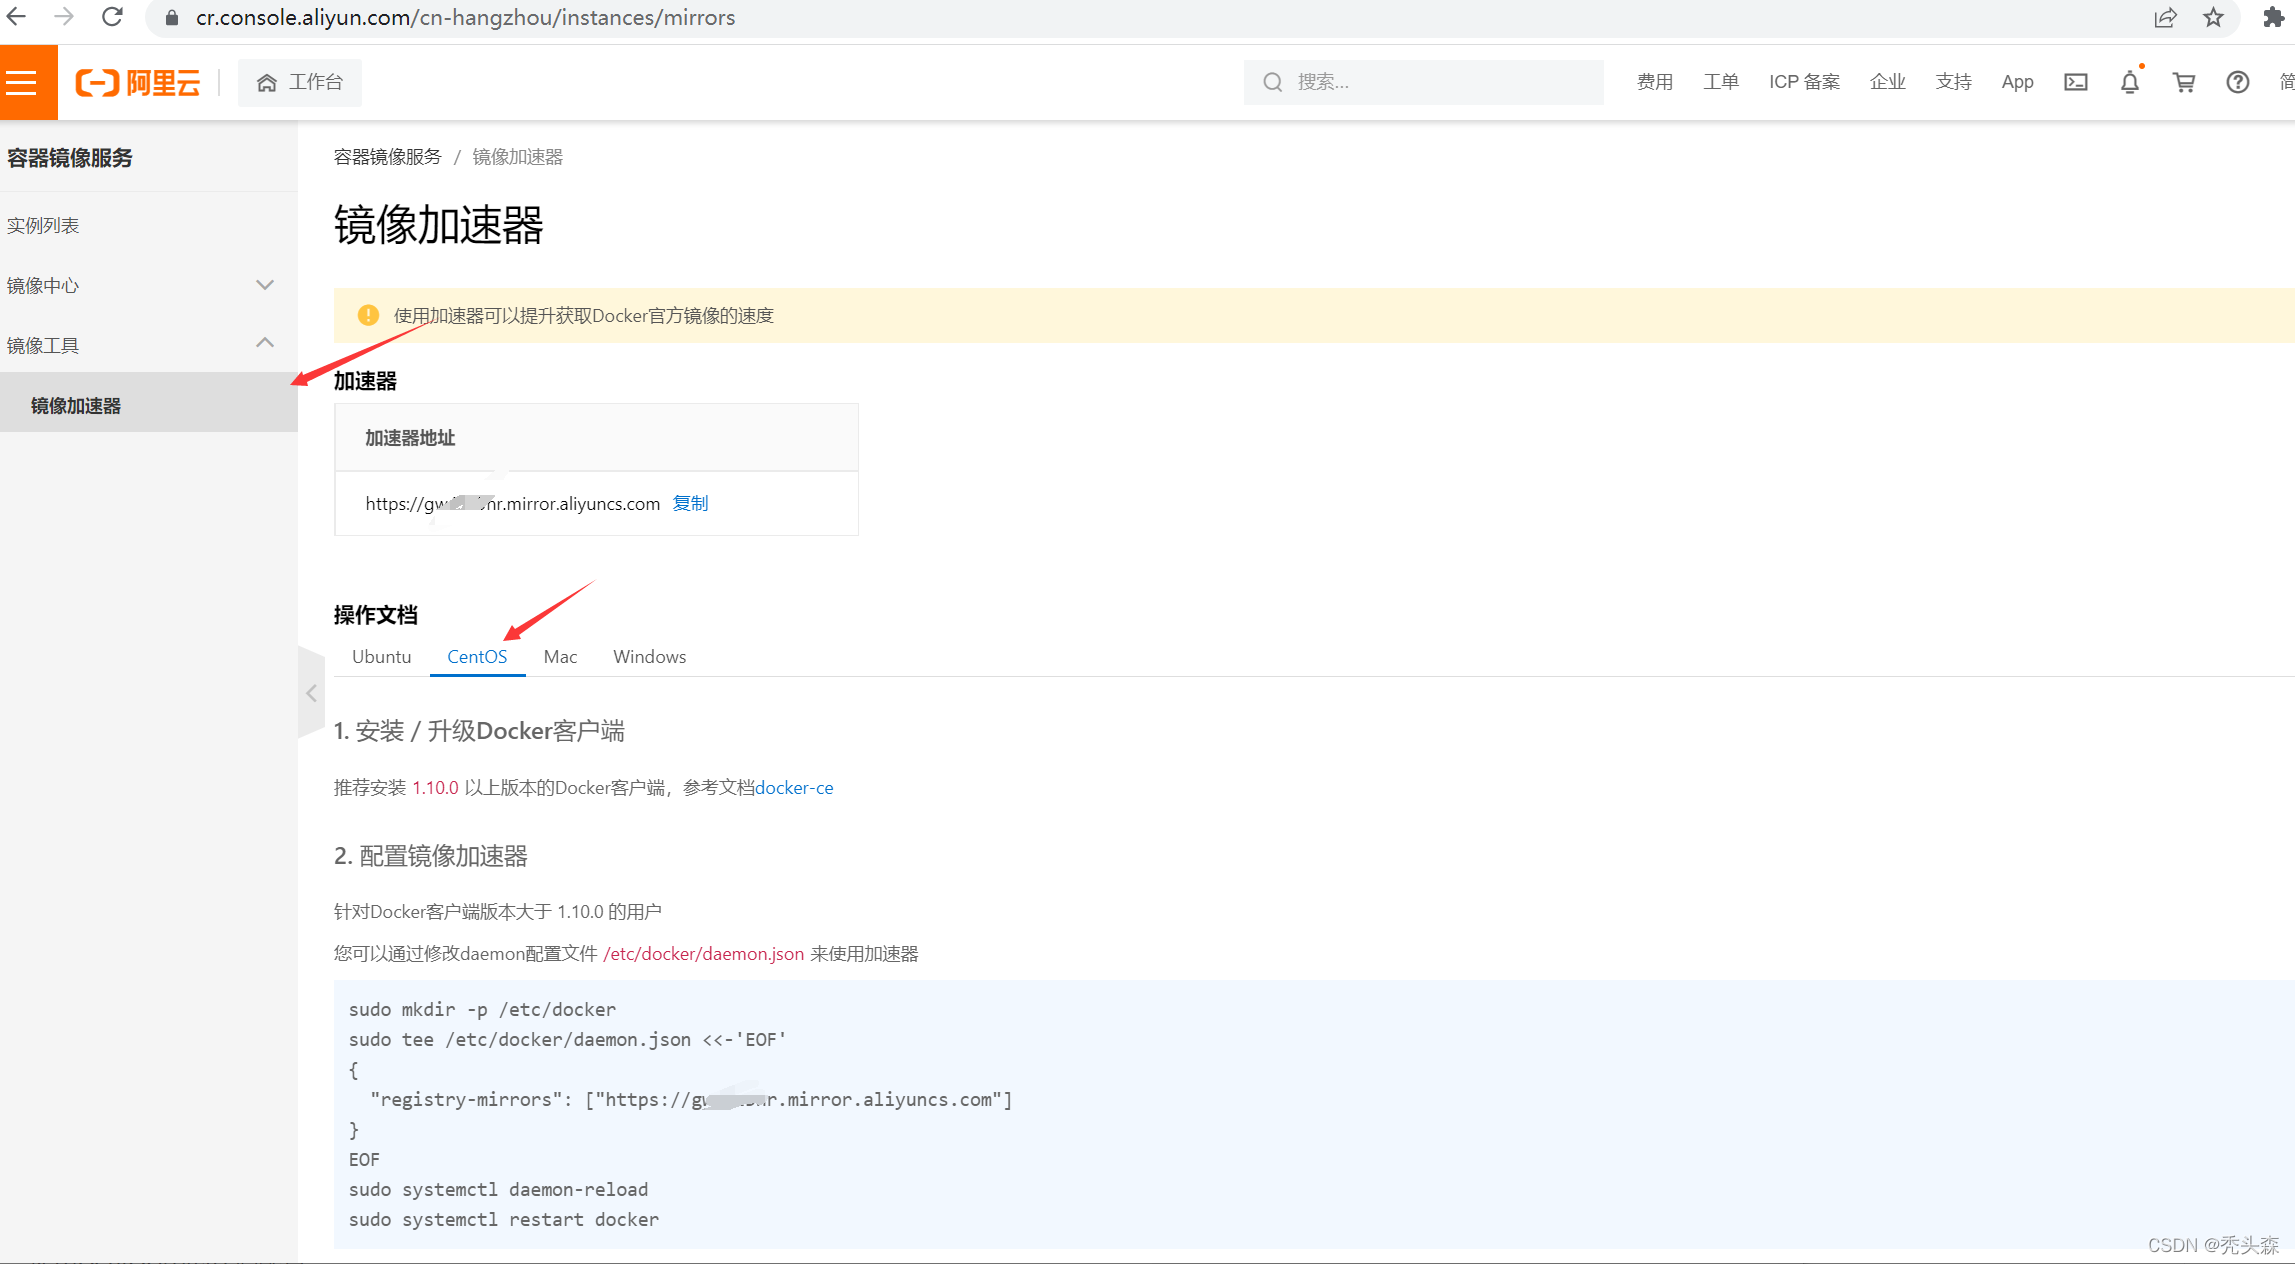 cr.console.aliyun.com/cn-hangzhou/instances/mirrors
阿里云
工作台
搜索...
费用
工单
ICP 备案
企业
支持
App
简
容器镜像服务
实例列表
镜像中心
镜像工具
镜像加速器
容器镜像服务 / 镜像加速器
镜像加速器
使用加速器可以提升获取Docker官方镜像的速度
加速器
加速器地址
https://gw nr.mirror.aliyuncs.com 复制
操作文档
Ubuntu CentOS Mac Windows
1. 安装 / 升级Docker客户端
推荐安装 1.10.0 以上版本的Docker客户端，参考文档docker-ce
2. 配置镜像加速器
针对Docker客户端版本大于 1.10.0 的用户
您可以通过修改daemon配置文件 /etc/docker/daemon.json 来使用加速器
sudo mkdir -p /etc/docker
sudo tee /etc/docker/daemon.json <<-'EOF'
{
"registry-mirrors": ["https://gw r.mirror.aliyuncs.com"]
}
EOF
sudo systemctl daemon-reload
sudo systemctl restart docker
CSDN @秃头森